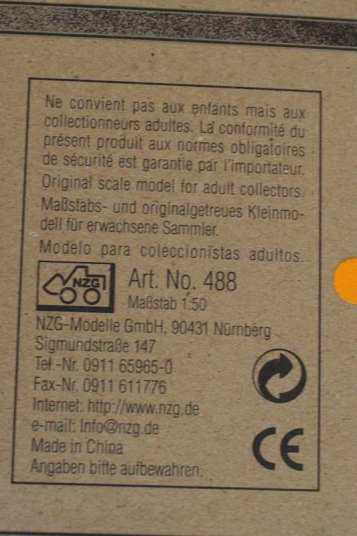 Ne convient pas aux enfants mais aux
collectionneurs adultes. La conformité du
présent produit aux normes obligatoires
de sécurité est garantie par l'importateur.
Original scale model for adult collectors.
Maßstabs- und originalgetreues Kleinmo-
dell für erwachsene Sammler.
Modelo para coleccionistas adultos.
NZG
Art. No. 488
Maßstab 1:50
NZG-Modelle GmbH, 90431 Nürnberg
Sigmundstraße 147
Tel.-Nr. 0911 65965-0
Fax-Nr. 0911 611776
Internet: http://www.nzg.de
e-mail: Info@nzg.de
Made in China
Angaben bitte aufbewahren.
CE